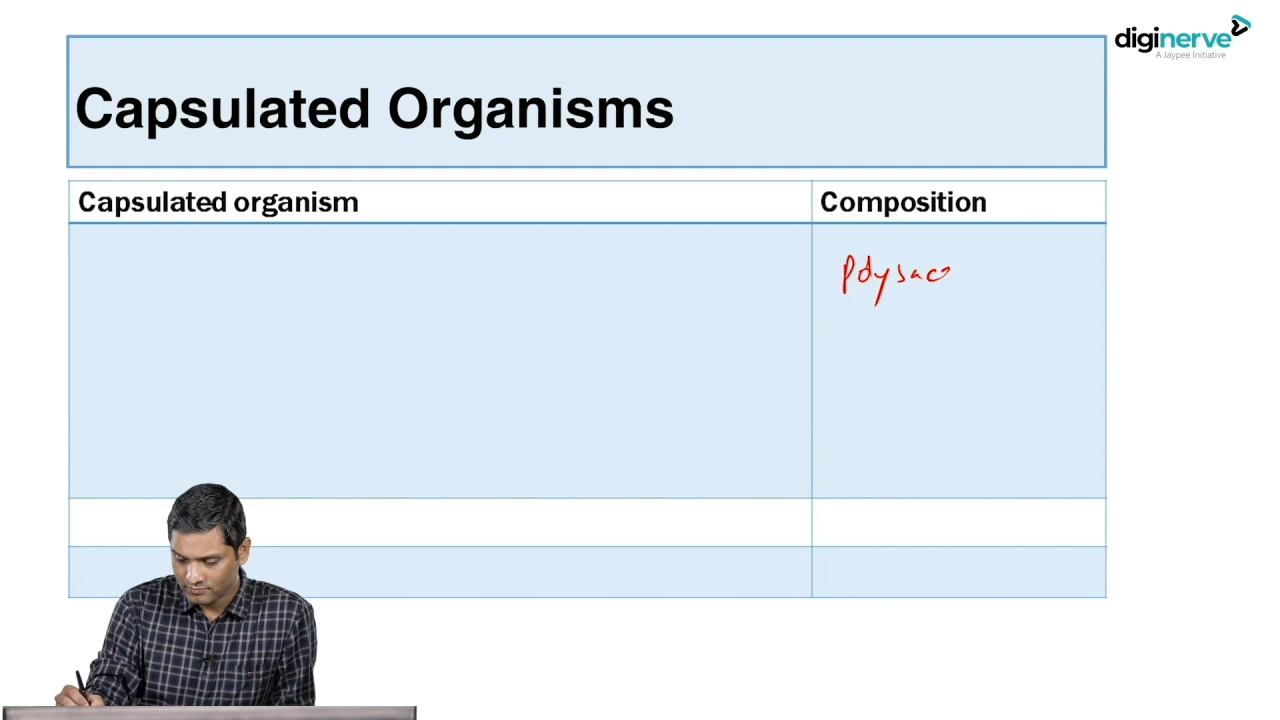 diginerve
A Jaypee Initiative
Capsulated Organisms
Capsulated organism
Composition
Polysacc